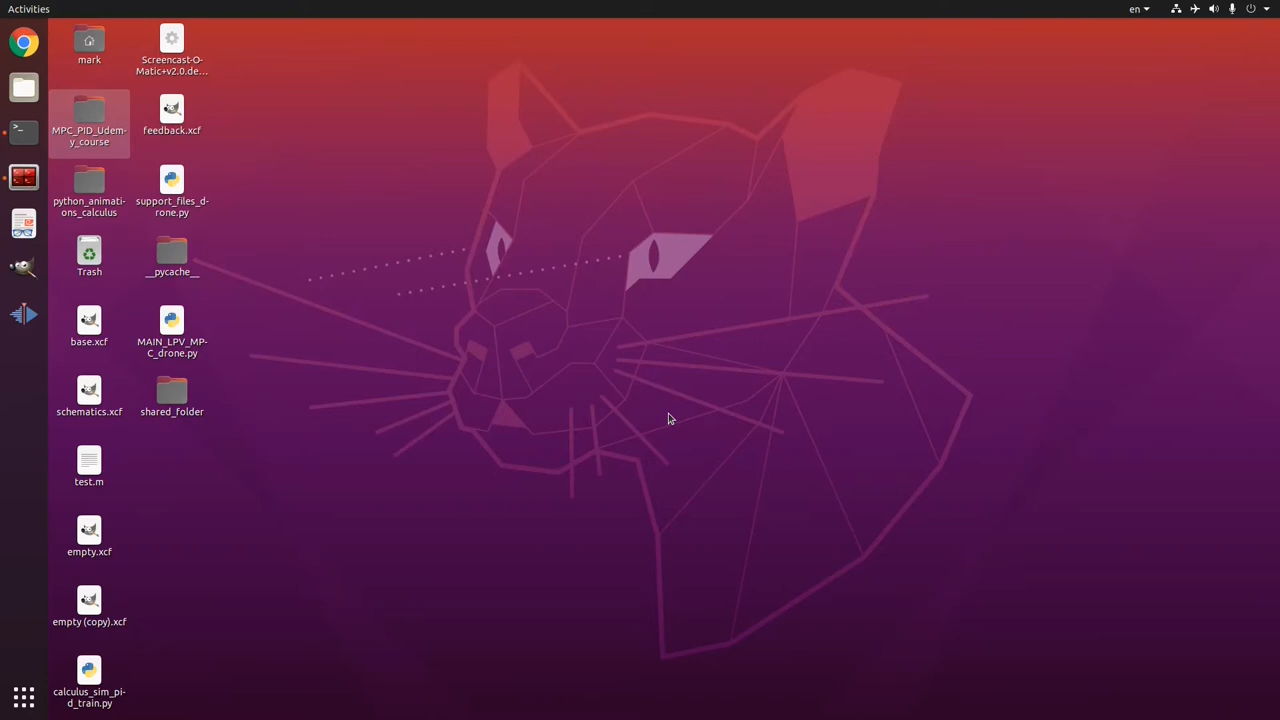 Activities
en
mark
Screencast-O-
Matic+v2.0.de...
MPC_PID_Udem-
y_course
feedback.xcf
python_animati-
ons_calculus
support_files_d-
rone.py
Trash
__pycache__
base.xcf
MAIN_LPV_MP-
C_drone.py
schematics.xcf
shared_folder
test.m
empty.xcf
empty (copy).xcf
calculus_sim_pi-
d_train.py